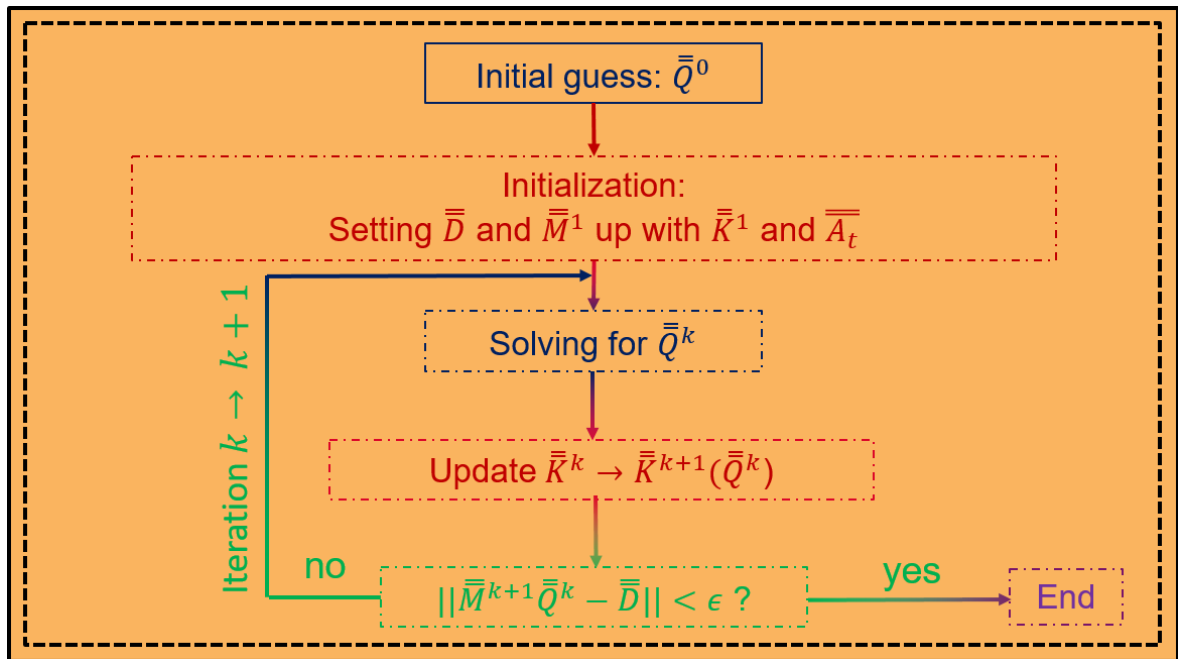 Initial guess: Q̿⁰
Initialization:
Setting D̿ and M̿¹ up with K̿¹ and A̿ₜ
Iteration k → k + 1
Solving for Q̿ᵏ
Update K̿ᵏ → K̿ᵏ⁺¹(Q̿ᵏ)
no
||M̿ᵏ⁺¹Q̿ᵏ − D̿|| < ϵ ?
yes
End